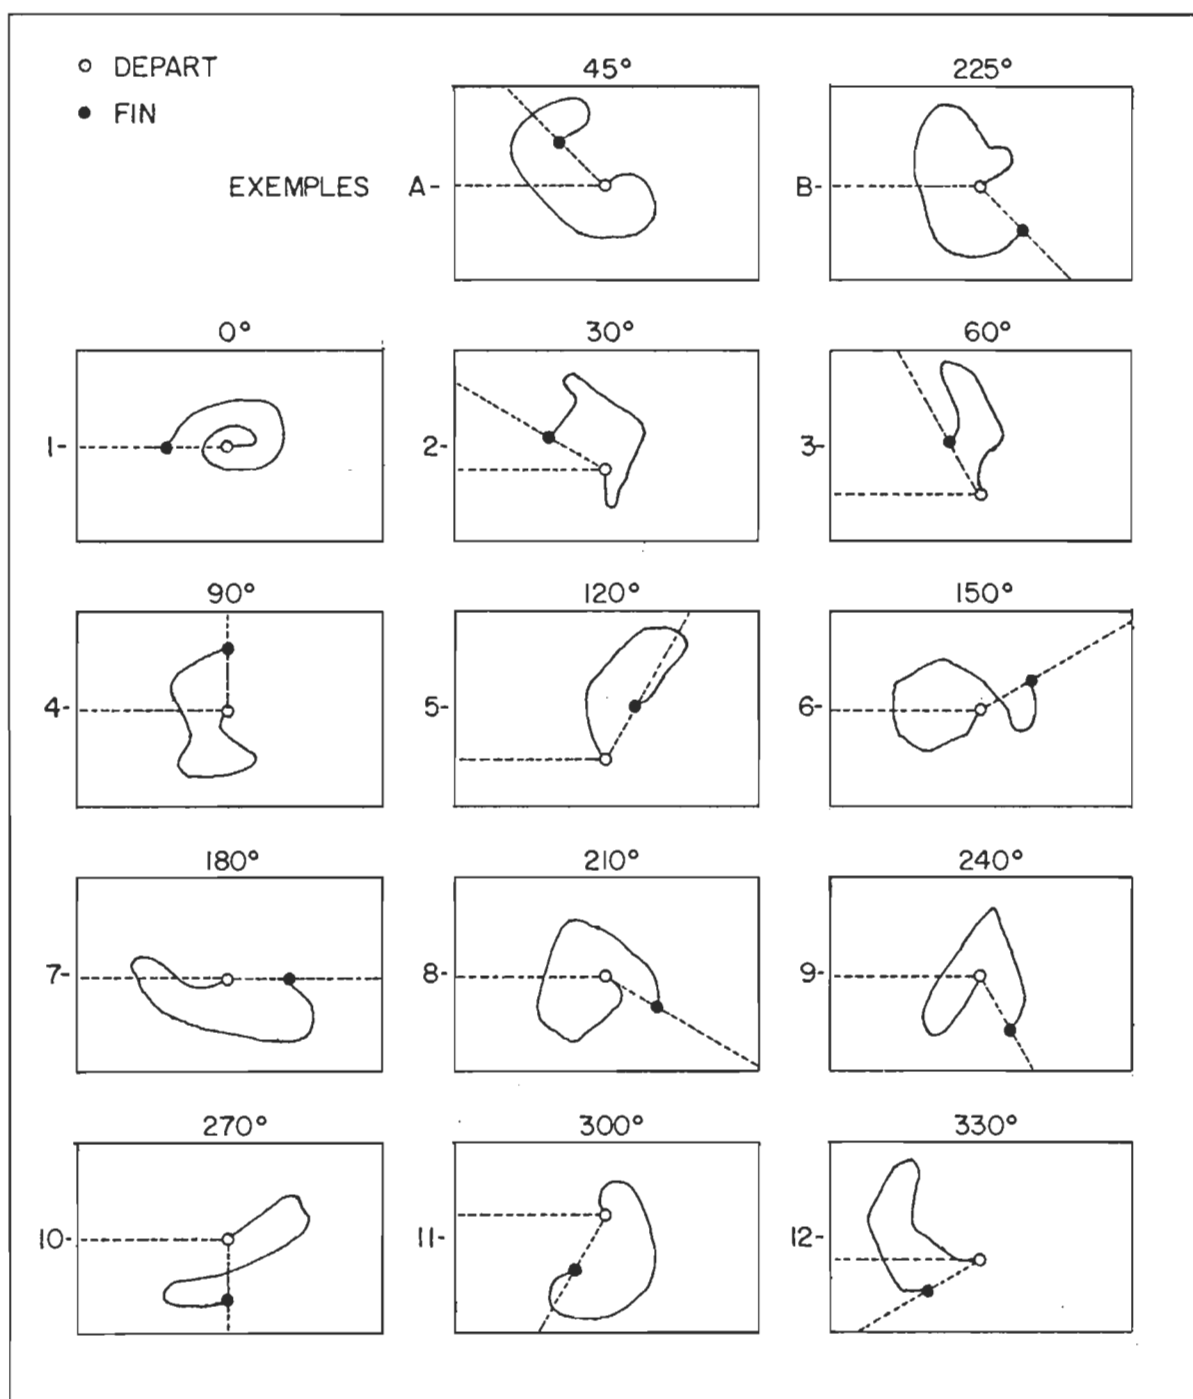 ○ DEPART
● FIN
45° 225°
EXEMPLES A- B-
0° 30° 60°
1- 2- 3-
90° 120° 150°
4- 5- 6-
180° 210° 240°
7- 8- 9-
270° 300° 330°
10- 11- 12-